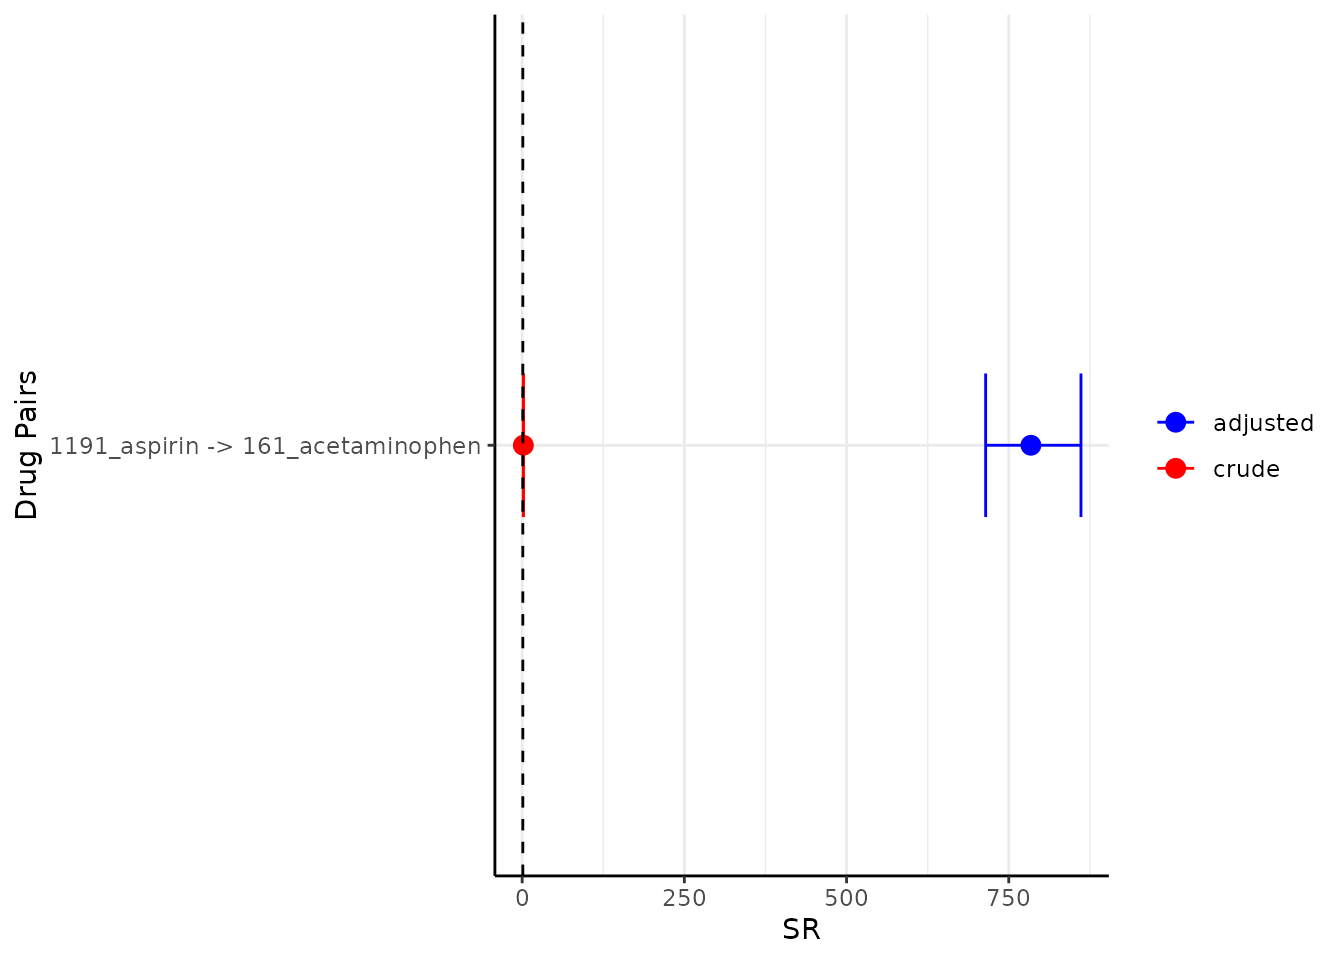 Drug Pairs
1191_aspirin -> 161_acetaminophen
0 250 500 750
SR
adjusted
crude